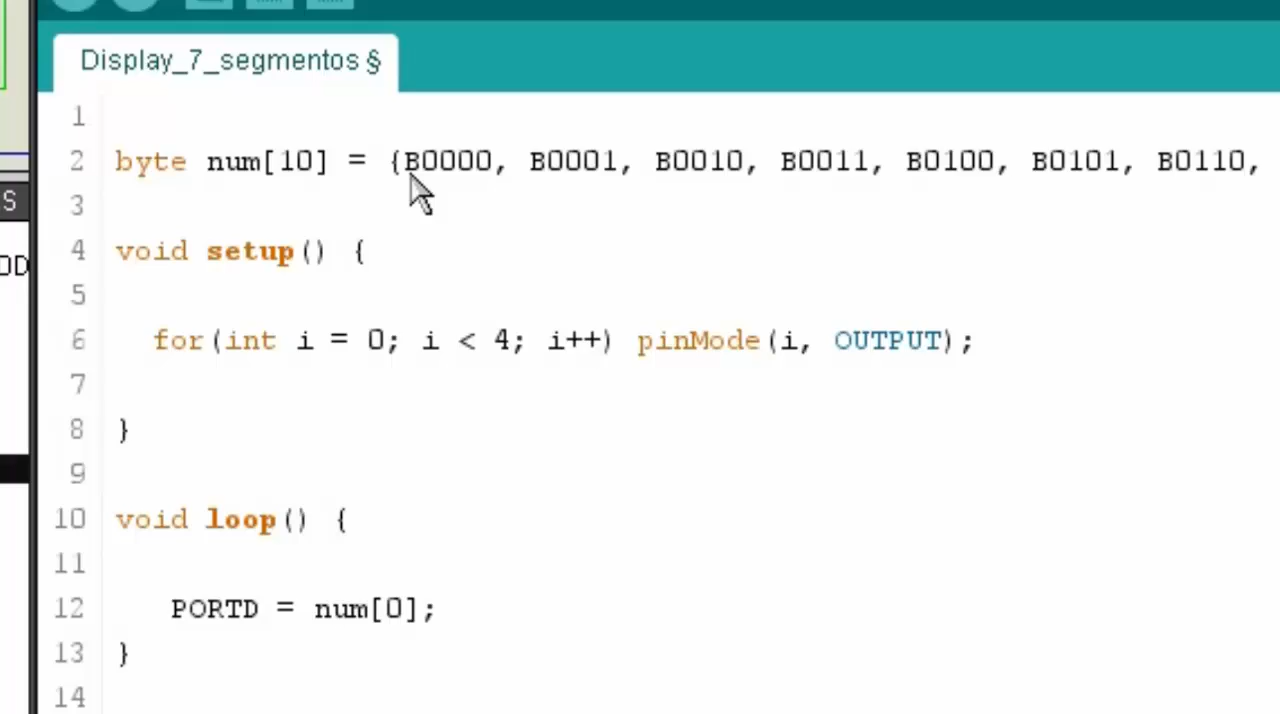 Display_7_segmentos §
1
2 byte num[10] = {B0000, B0001, B0010, B0011, B0100, B0101, B0110,
3
S
4 void setup() {
DD
5
6 for(int i = 0; i < 4; i++) pinMode(i, OUTPUT);
7
8 }
9
10 void loop() {
11
12 PORTD = num[0];
13 }
14